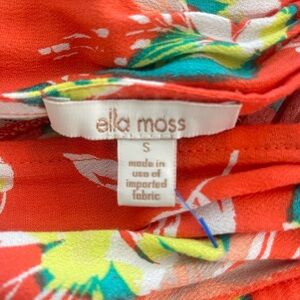 ella moss
S
made in
usa of
imported
fabric